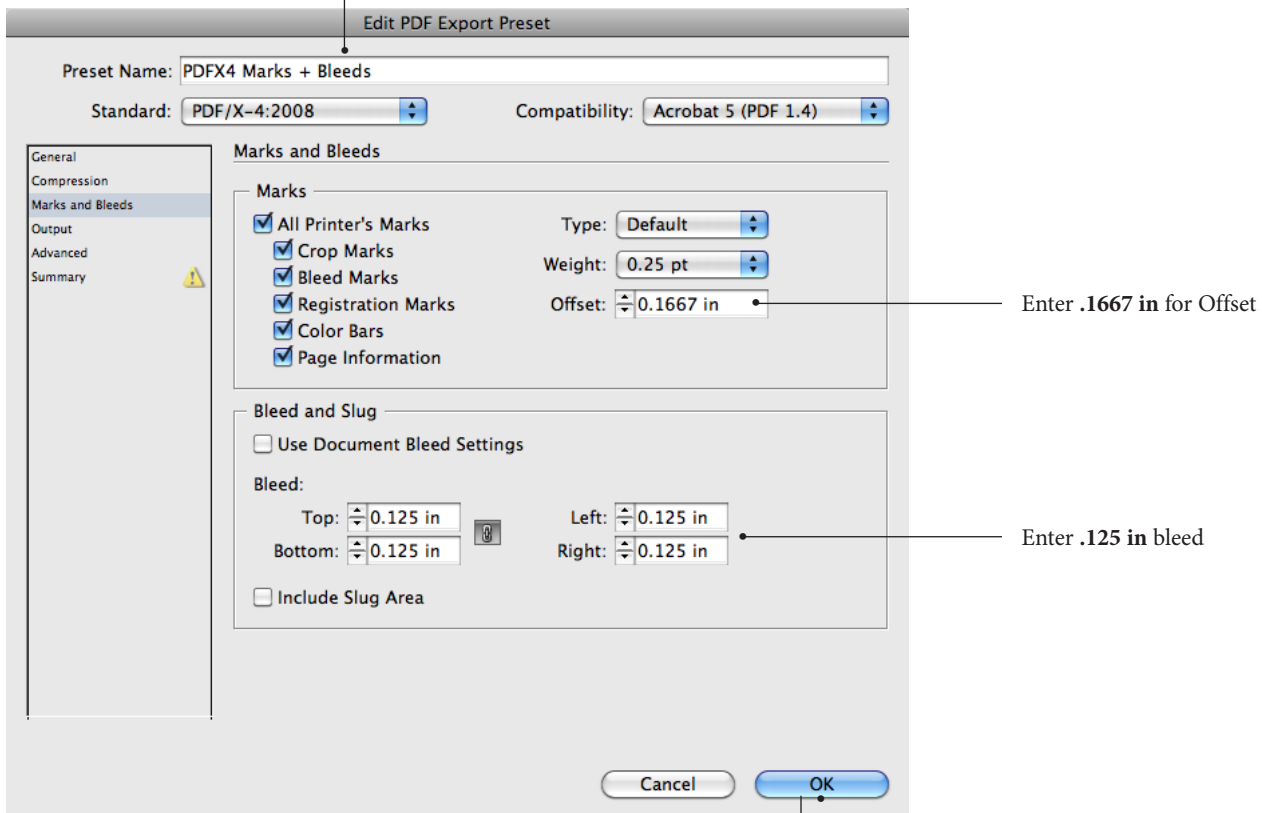 Edit PDF Export Preset
Preset Name: PDFX4 Marks + Bleeds
Standard: PDF/X-4:2008 Compatibility: Acrobat 5 (PDF 1.4)
General
Compression
Marks and Bleeds
Output
Advanced
Summary
Marks and Bleeds
Marks
All Printer's Marks Type: Default
Crop Marks
Bleed Marks Weight: 0.25 pt
Registration Marks Offset: 0.1667 in Enter .1667 in for Offset
Color Bars
Page Information
Bleed and Slug
Use Document Bleed Settings
Bleed:
Top: 0.125 in Left: 0.125 in
Bottom: 0.125 in Right: 0.125 in
Enter .125 in bleed
Include Slug Area
Cancel OK